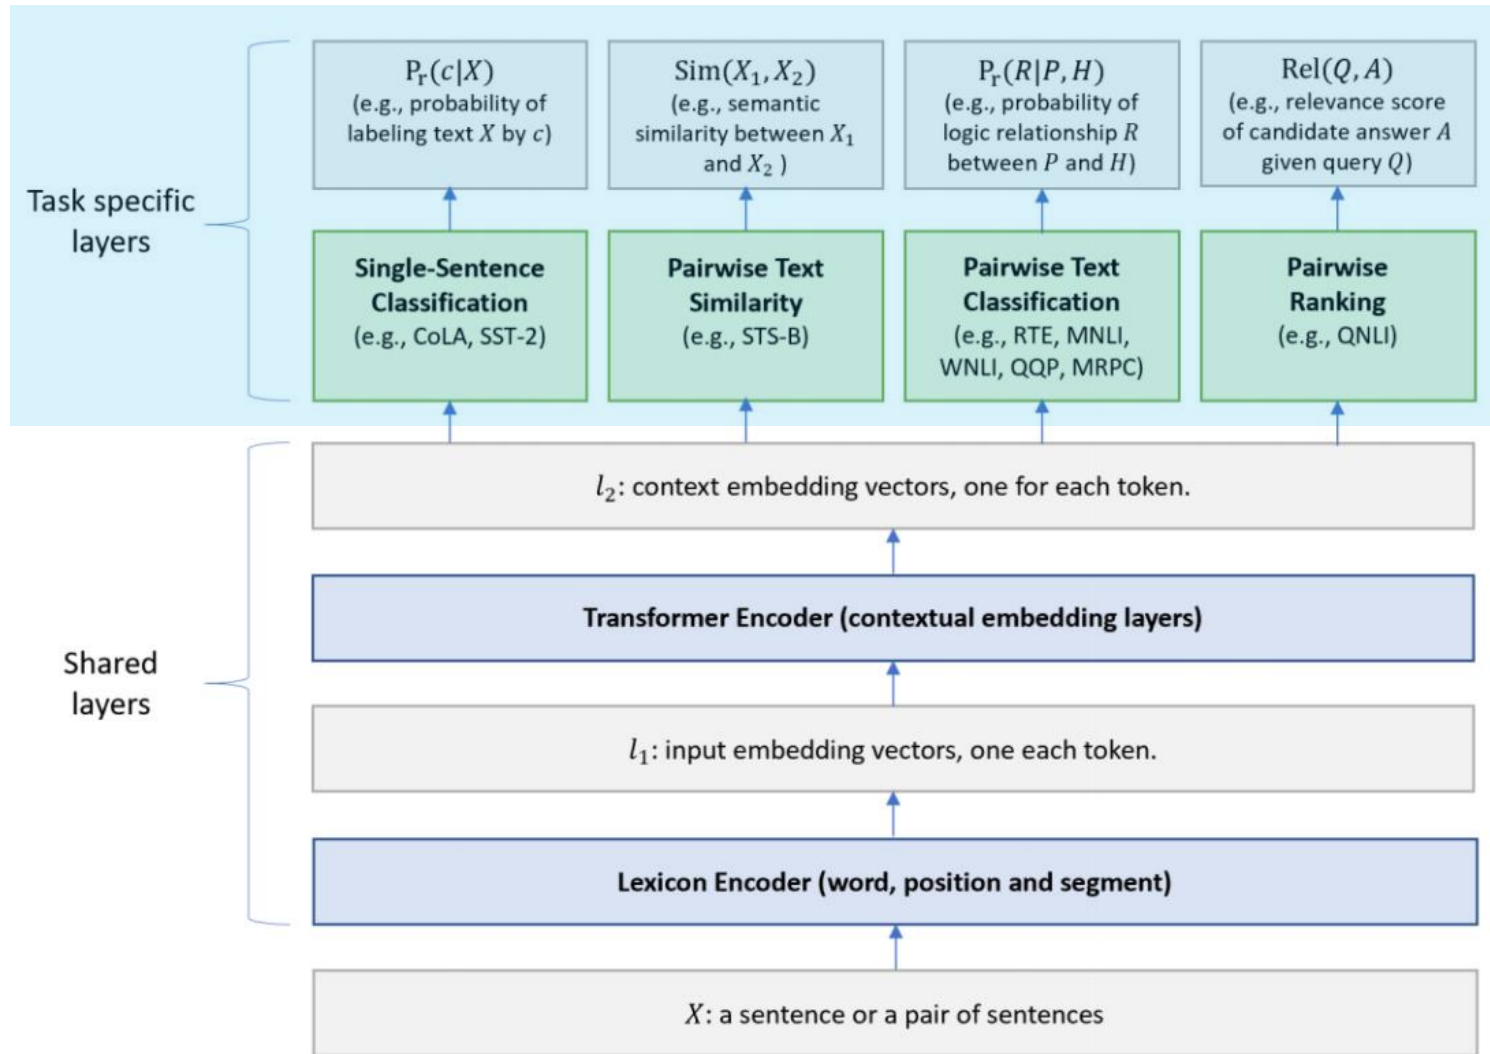 Pr(c|X)
(e.g., probability of
labeling text X by c)
Sim(X₁, X₂)
(e.g., semantic
similarity between X₁
and X₂ )
Pr(R|P, H)
(e.g., probability of
logic relationship R
between P and H)
Rel(Q, A)
(e.g., relevance score
of candidate answer A
given query Q)
Task specific
layers
Single-Sentence
Classification
(e.g., CoLA, SST-2)
Pairwise Text
Similarity
(e.g., STS-B)
Pairwise Text
Classification
(e.g., RTE, MNLI,
WNLI, QQP, MRPC)
Pairwise
Ranking
(e.g., QNLI)
l₂: context embedding vectors, one for each token.
Transformer Encoder (contextual embedding layers)
Shared
layers
l₁: input embedding vectors, one each token.
Lexicon Encoder (word, position and segment)
X: a sentence or a pair of sentences